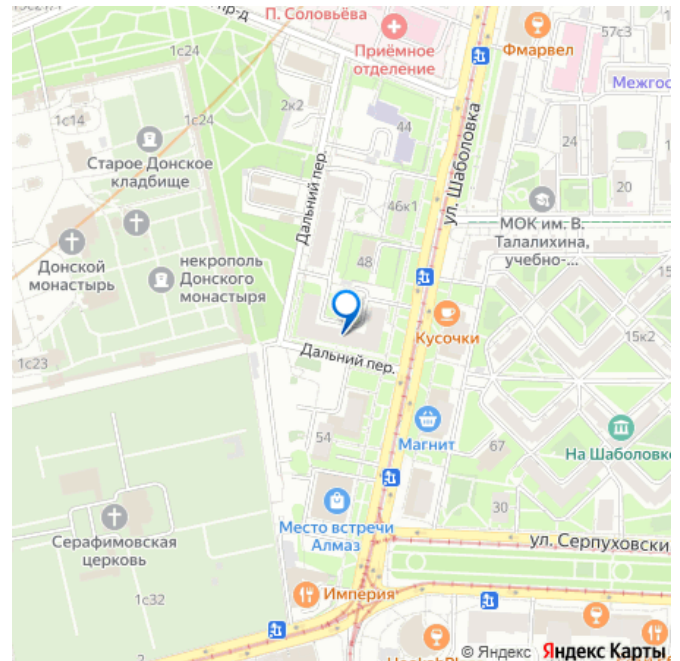 П. Соловьёва
Приёмное
отделение
Фмарвел
57с3
1с24
Межгос
2к2
1с14
1с24
44
ул. Шаболовка
24
Старое Донское
кладбище
Дальний пер.
46к1
20
МОК им. В.
Талалихина,
учебно-...
Донской
монастырь
некрополь
Донского
монастыря
48
Кусочки
15к2
1с23
Дальний пер.
Магнит
54
67
На Шаболовке
30
Место встречи
Алмаз
Серафимовская
церковь
ул. Серпуховски
1с32
Империя
2
© Яндекс Яндекс Карты